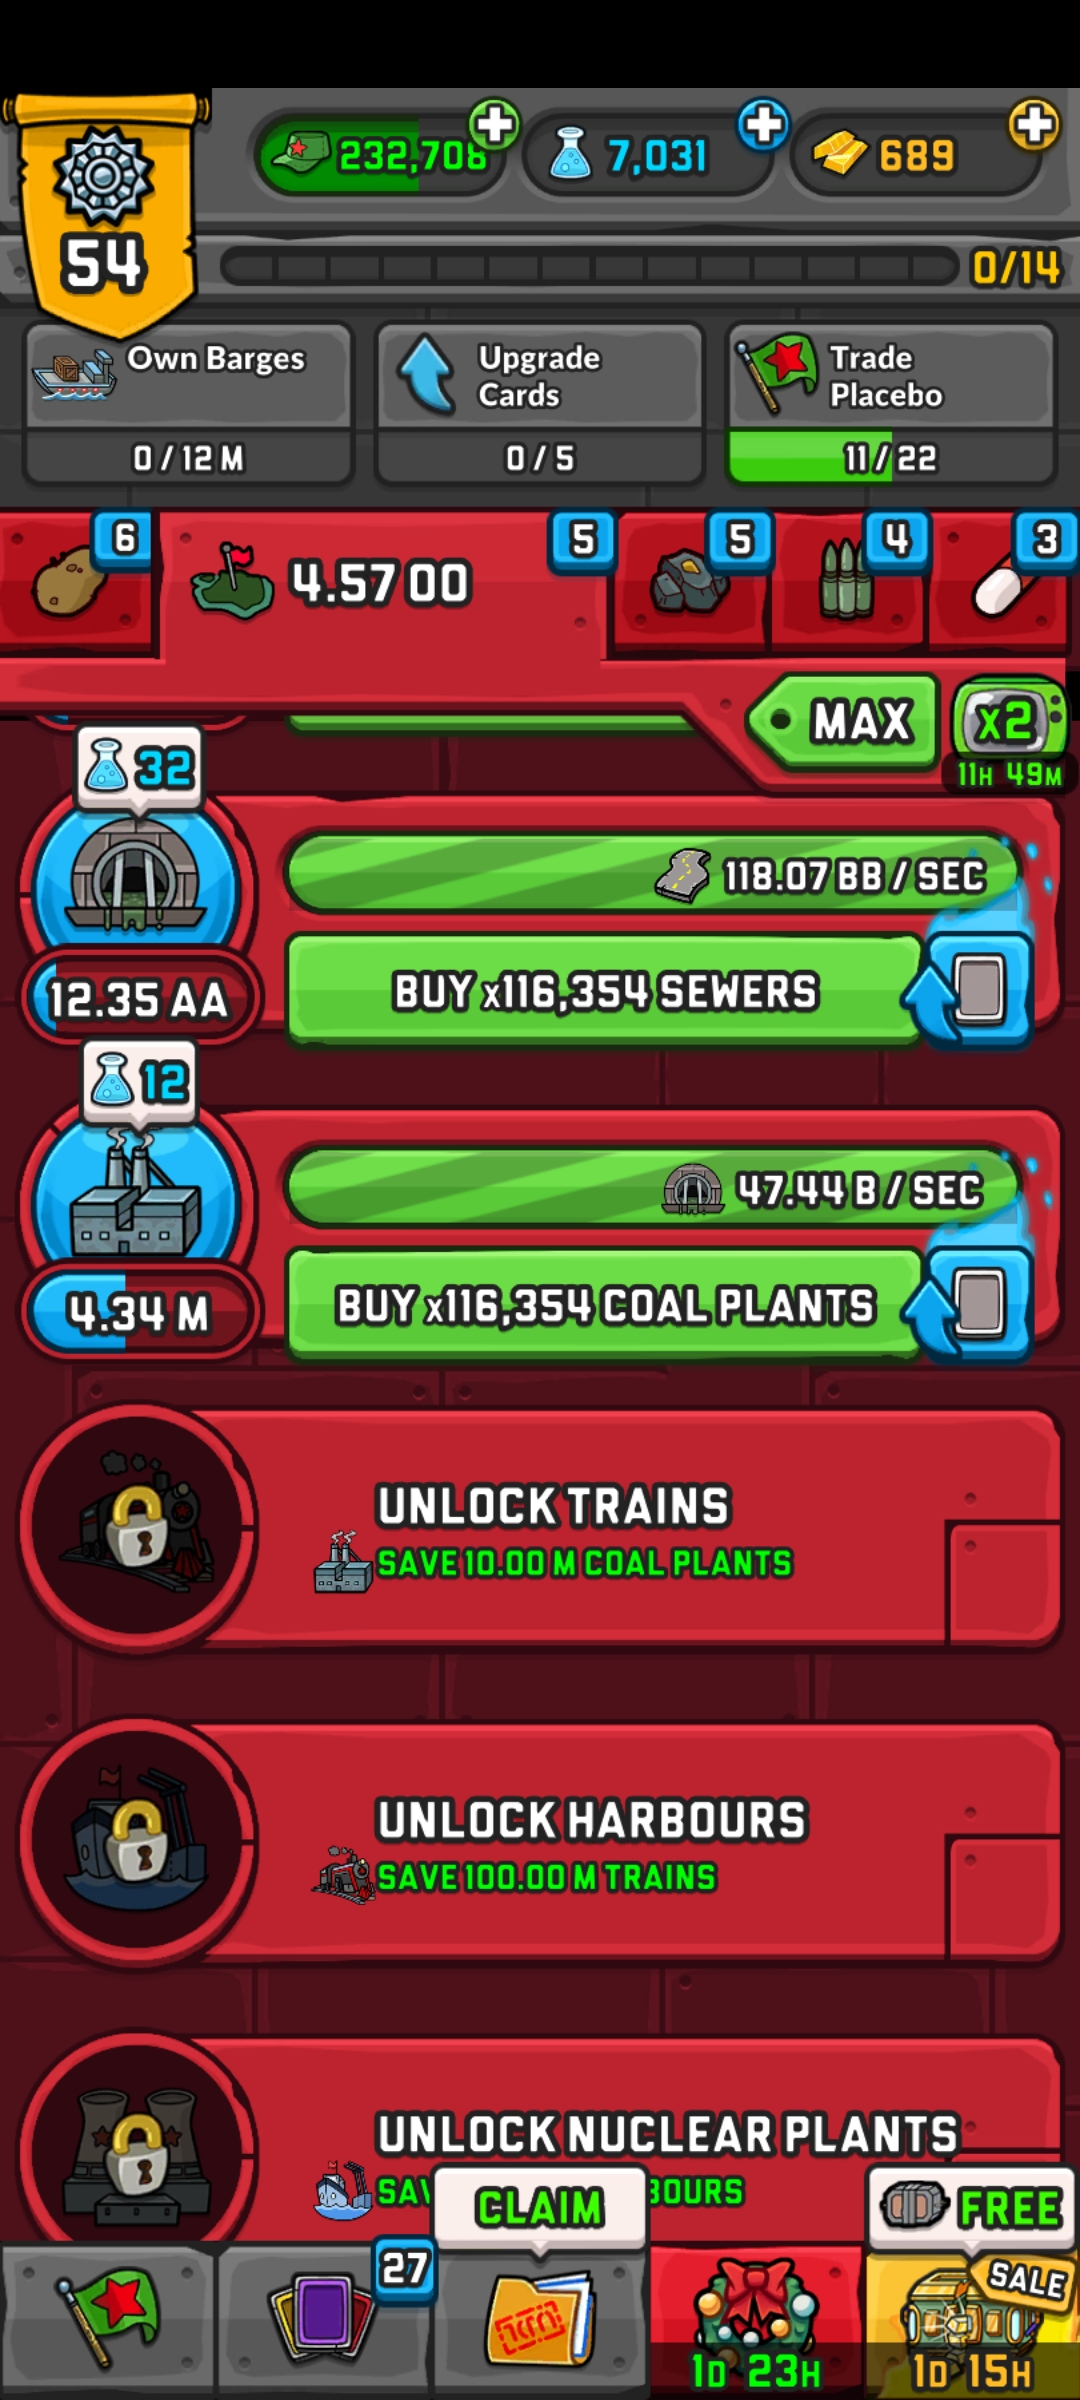 232,708
7,031
689
54
0/14
Own Barges
0 / 12 M
Upgrade
Cards
0 / 5
Trade
Placebo
11 / 22
6
4.57 OO
5
5
4
3
MAX
X2
11H 49M
32
118.07 BB / SEC
12.35 AA
BUY x116,354 SEWERS
12
47.44 B / SEC
4.34 M
BUY x116,354 COAL PLANTS
UNLOCK TRAINS
SAVE 10.00 M COAL PLANTS
UNLOCK HARBOURS
SAVE 100.00 M TRAINS
UNLOCK NUCLEAR PLANTS
CLAIM
FREE
27
SALE
1D 23H
1D 15H